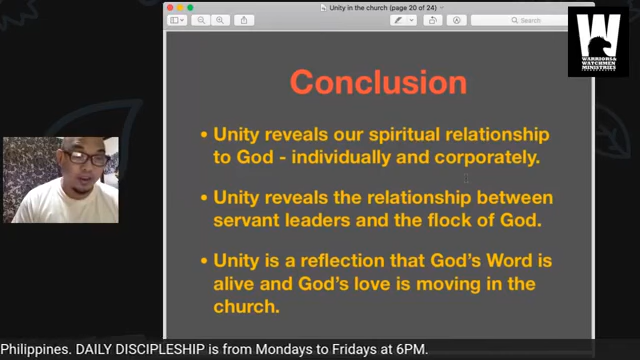 Unity in the church (page 20 of 24)
Search
WARRIORS &
WATCHMEN
MINISTRIES
Conclusion
• Unity reveals our spiritual relationship
to God - individually and corporately.
• Unity reveals the relationship between
servant leaders and the flock of God.
• Unity is a reflection that God's Word is
alive and God's love is moving in the
church.
Philippines. DAILY DISCIPLESHIP is from Mondays to Fridays at 6PM.